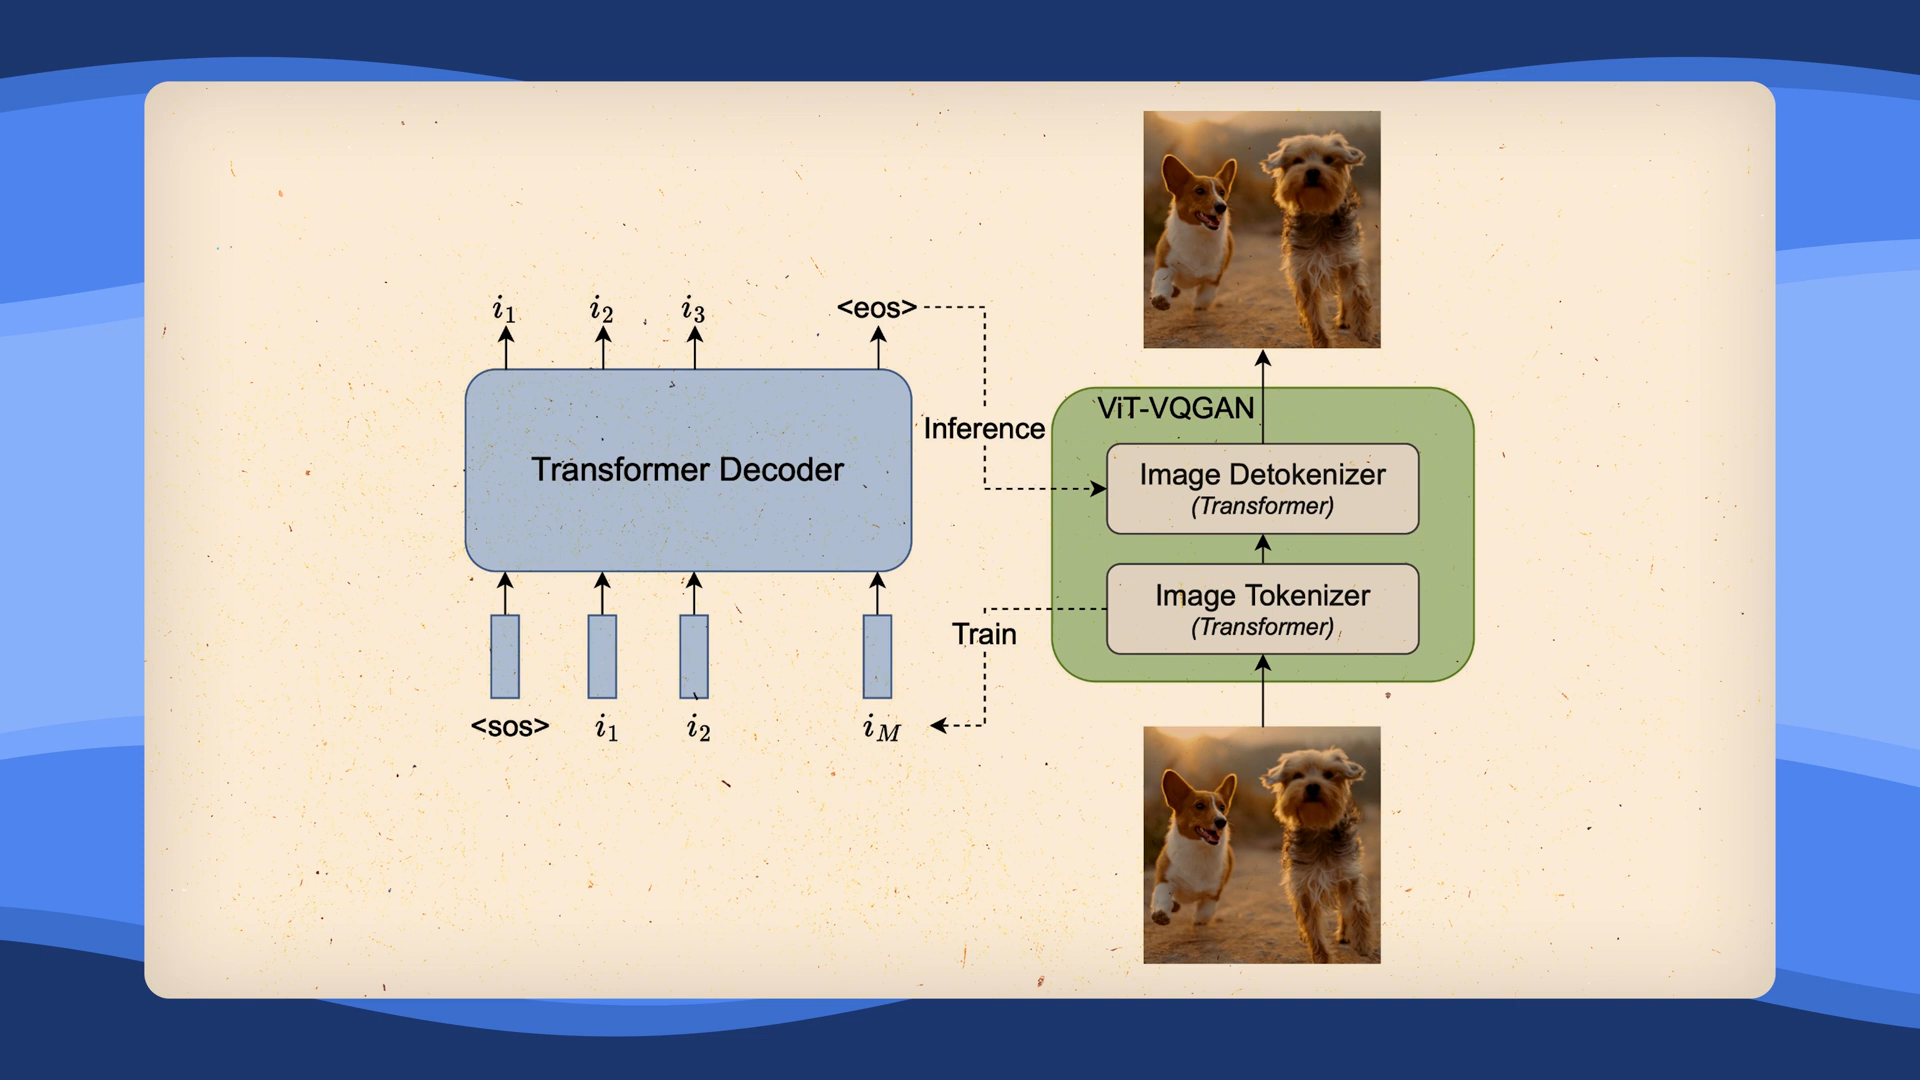 i1 i2 i3 <eos>
Transformer Decoder
<sos> i1 i2 iM
Inference
Train
ViT-VQGAN
Image Detokenizer
(Transformer)
Image Tokenizer
(Transformer)